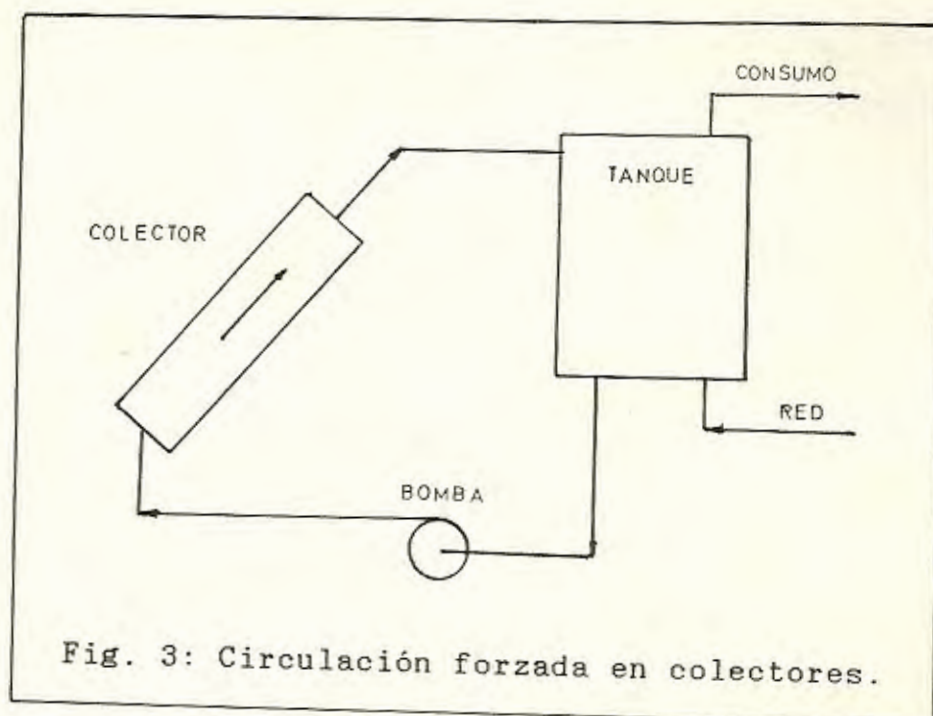 CONSUMO
TANQUE
COLECTOR
RED
BOMBA
Fig. 3: Circulación forzada en colectores.